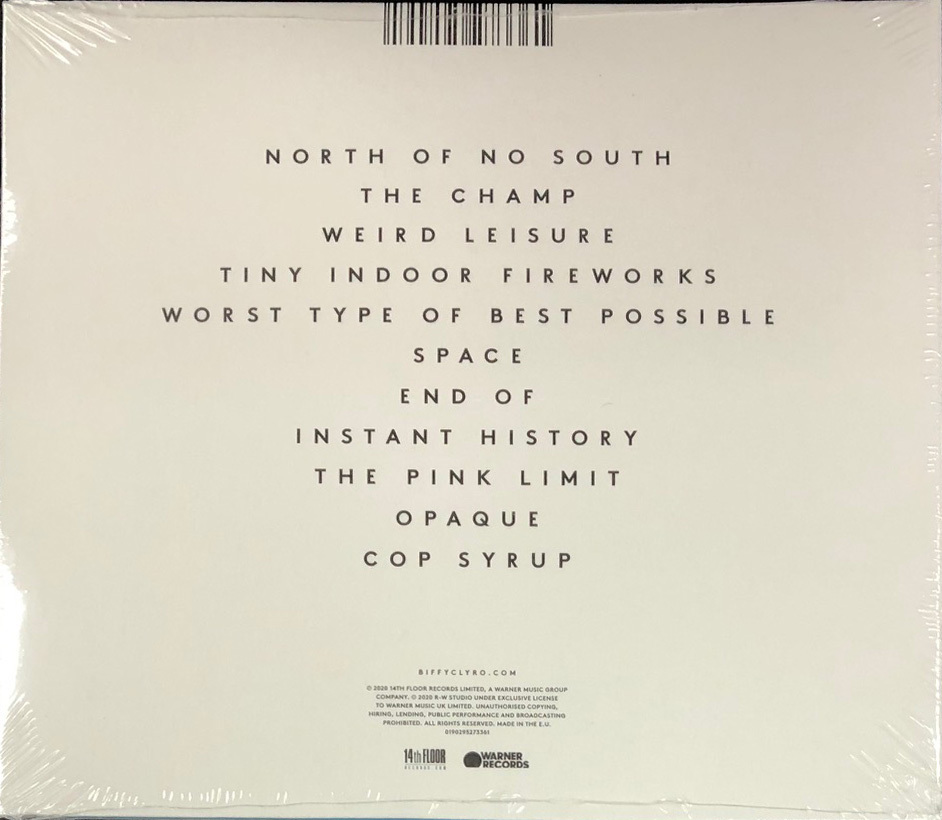 NORTH OF NO SOUTH
THE CHAMP
WEIRD LEISURE
TINY INDOOR FIREWORKS
WORST TYPE OF BEST POSSIBLE
SPACE
END OF
INSTANT HISTORY
THE PINK LIMIT
OPAQUE
COP SYRUP
BIFFYCLYRO.COM
© 2020 14TH FLOOR RECORDS LIMITED, A WARNER MUSIC GROUP
COMPANY. © 2020 R-W STUDIO UNDER EXCLUSIVE LICENSE
TO WARNER MUSIC UK LIMITED. UNAUTHORISED COPYING,
HIRING, LENDING, PUBLIC PERFORMANCE AND BROADCASTING
PROHIBITED. ALL RIGHTS RESERVED. MADE IN THE E.U.
0190295273361
14th FLOOR
RECORDS.COM
WARNER
RECORDS